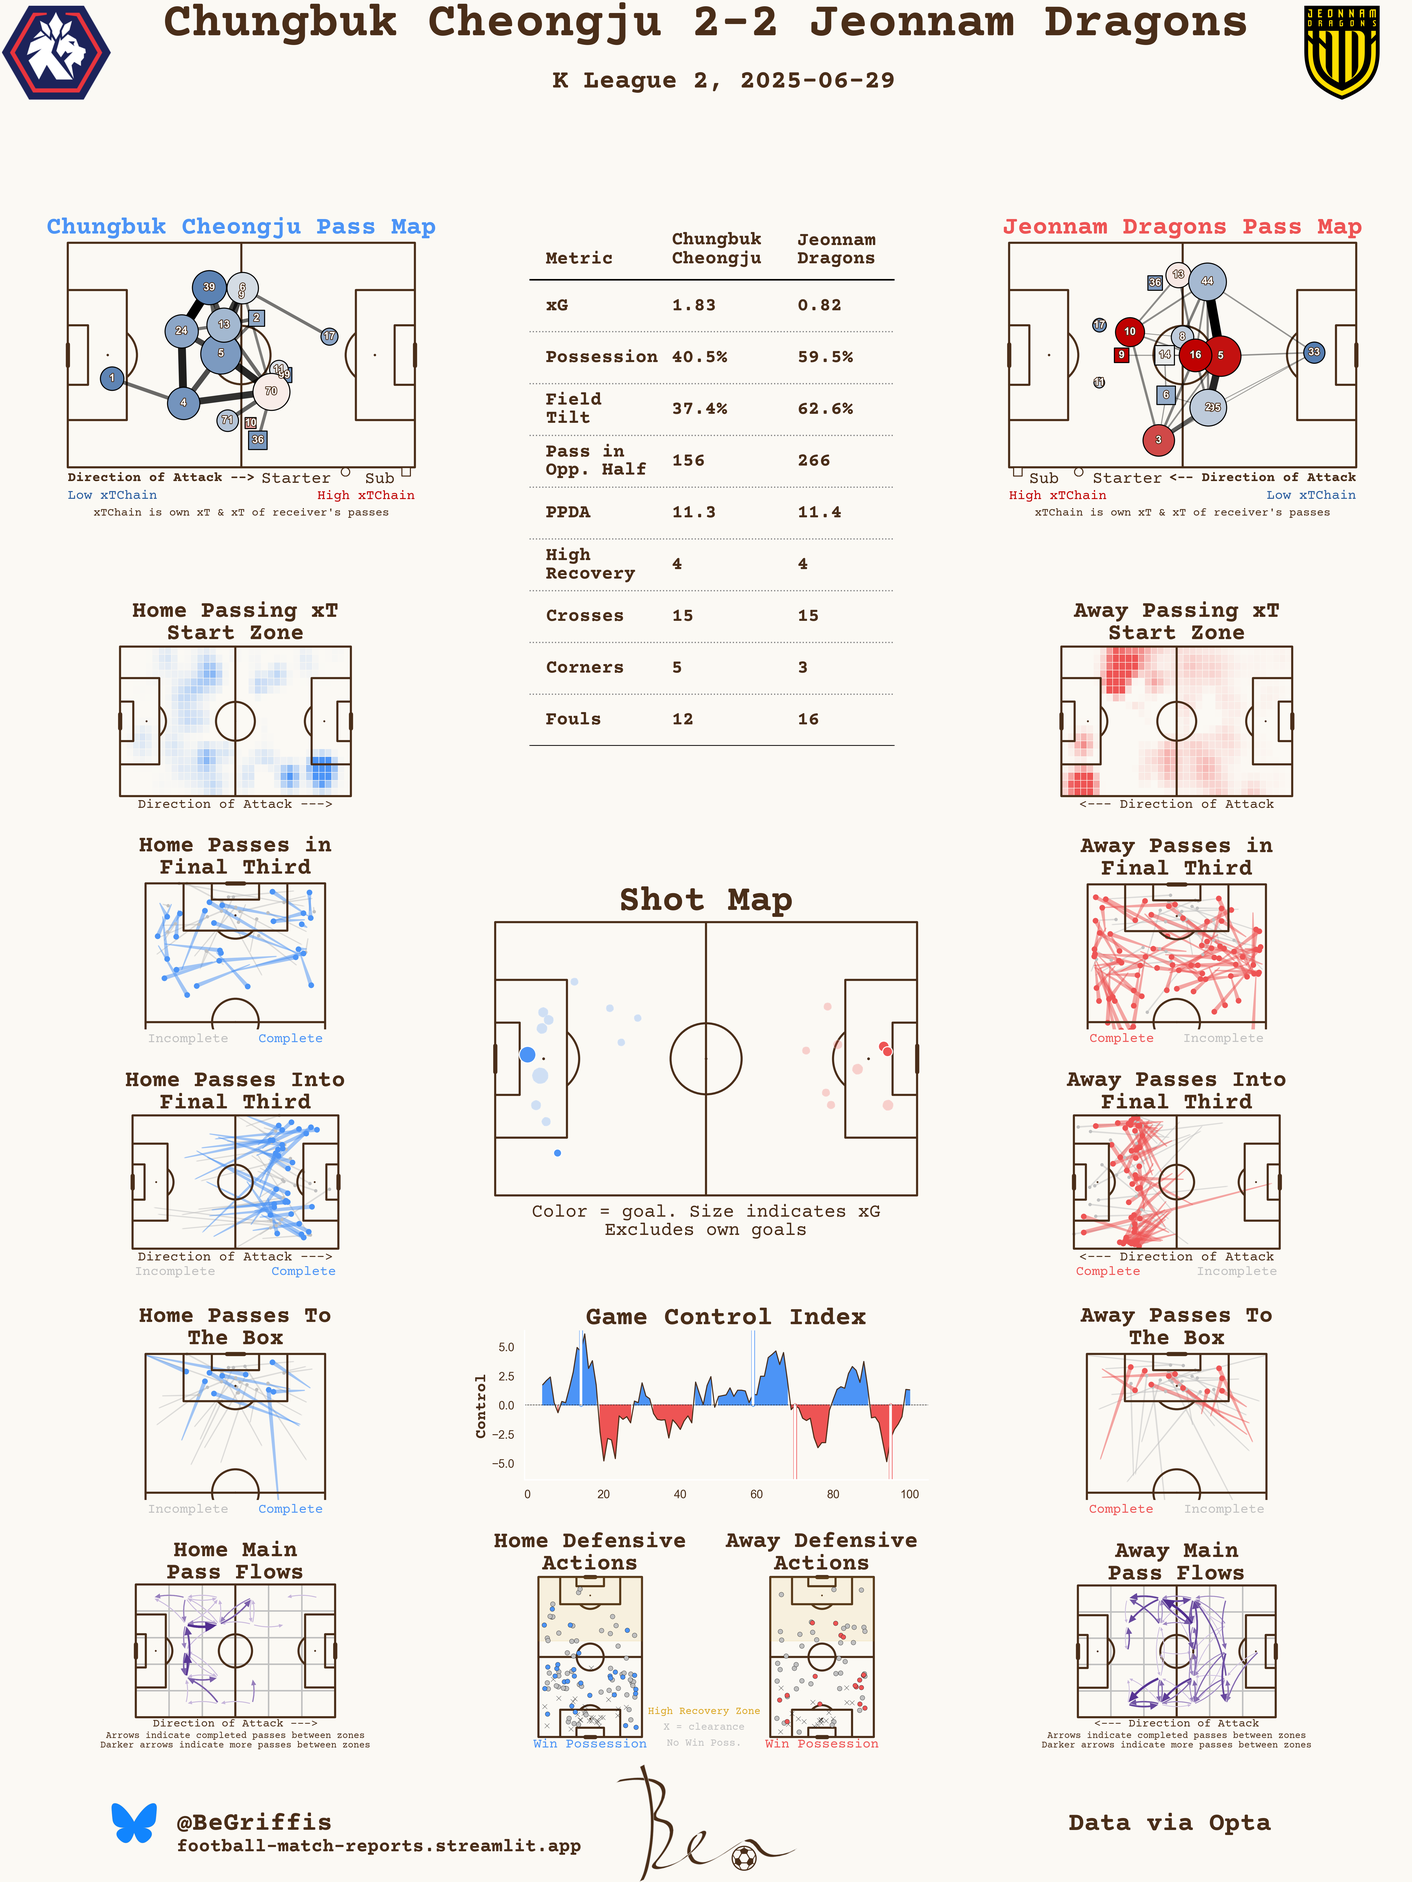 Chungbuk Cheongju 2-2 Jeonnam Dragons
K League 2, 2025-06-29
JEONNAM
DRAGONS
Chungbuk Cheongju Pass Map
39
6
9
24
13
2
5
17
1
11
99
70
4
71
10
36
Direction of Attack --> Starter Sub
Low xTChain High xTChain
xTChain is own xT & xT of receiver's passes
Metric Chungbuk Cheongju Jeonnam Dragons
xG 1.83 0.82
Possession 40.5% 59.5%
Field Tilt 37.4% 62.6%
Pass in Opp. Half 156 266
PPDA 11.3 11.4
High Recovery 4 4
Crosses 15 15
Corners 5 3
Fouls 12 16
Jeonnam Dragons Pass Map
36
13
44
17
10
8
9
14
16
5
33
6
3
Sub Starter <-- Direction of Attack
High xTChain Low xTChain
xTChain is own xT & xT of receiver's passes
Home Passing xT
Start Zone
Direction of Attack --->
Away Passing xT
Start Zone
<--- Direction of Attack
Home Passes in
Final Third
Incomplete Complete
Away Passes in
Final Third
Complete Incomplete
Shot Map
Color = goal. Size indicates xG
Excludes own goals
Home Passes Into
Final Third
Direction of Attack --->
Incomplete Complete
Away Passes Into
Final Third
<--- Direction of Attack
Complete Incomplete
Home Passes To
The Box
Incomplete Complete
Game Control Index
Control
5.0
2.5
0.0
−2.5
−5.0
0 20 40 60 80 100
Away Passes To
The Box
Complete Incomplete
Home Main
Pass Flows
Direction of Attack --->
Arrows indicate completed passes between zones
Darker arrows indicate more passes between zones
Home Defensive
Actions
Win Possession
High Recovery Zone
X = clearance
No Win Poss.
Away Defensive
Actions
Win Possession
Away Main
Pass Flows
<--- Direction of Attack
Arrows indicate completed passes between zones
Darker arrows indicate more passes between zones
@BeGriffis
football-match-reports.streamlit.app
Ben
Data via Opta